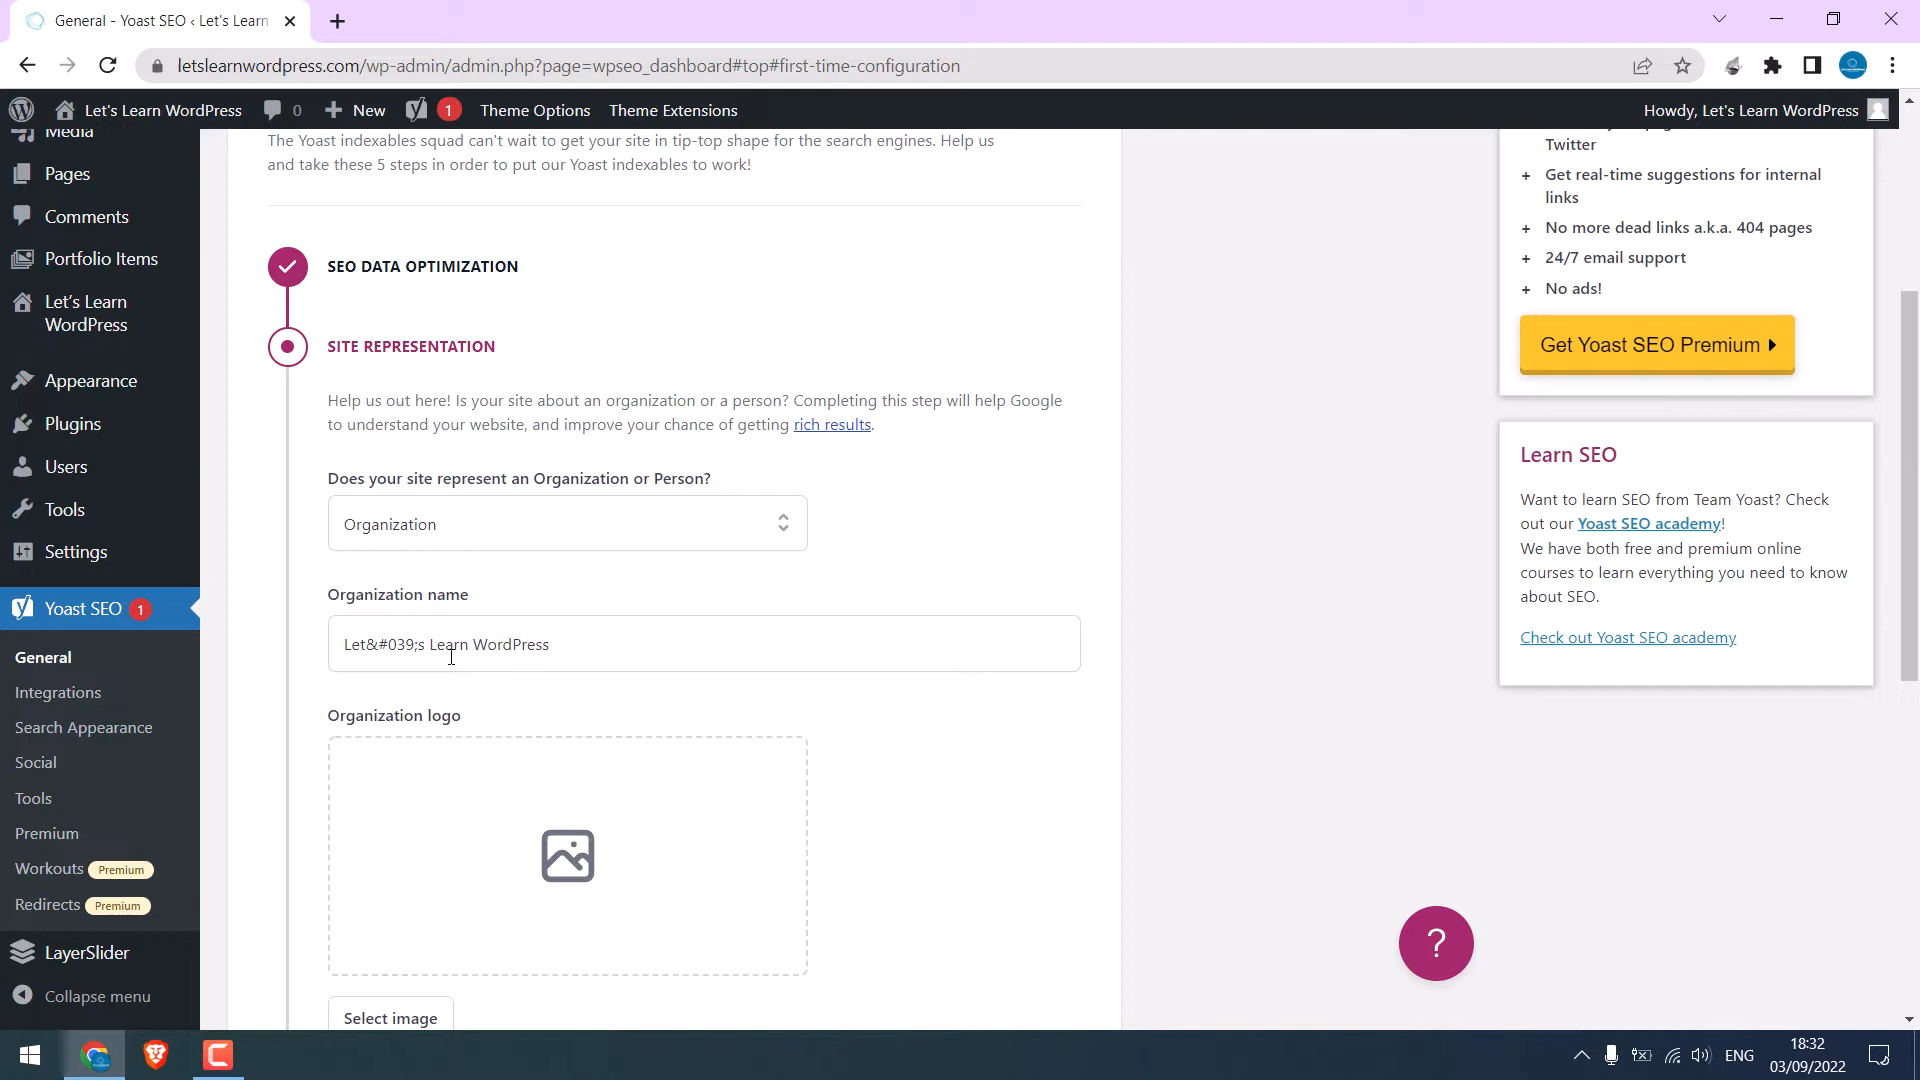 General - Yoast SEO ‹ Let's Learn
letslearnwordpress.com/wp-admin/admin.php?page=wpseo_dashboard#top#first-time-configuration
Let's Learn WordPress
0
New
1
Theme Options
Theme Extensions
Howdy, Let's Learn WordPress
Media
Pages
Comments
Portfolio Items
Let's Learn
WordPress
Appearance
Plugins
Users
Tools
Settings
Yoast SEO 1
General
Integrations
Search Appearance
Social
Tools
Premium
Workouts Premium
Redirects Premium
LayerSlider
Collapse menu
The Yoast indexables squad can't wait to get your site in tip-top shape for the search engines. Help us
and take these 5 steps in order to put our Yoast indexables to work!
SEO DATA OPTIMIZATION
SITE REPRESENTATION
Help us out here! Is your site about an organization or a person? Completing this step will help Google
to understand your website, and improve your chance of getting rich results.
Does your site represent an Organization or Person?
Organization
Organization name
Let&#039;s Learn WordPress
Organization logo
Select image
Twitter
+ Get real-time suggestions for internal
links
+ No more dead links a.k.a. 404 pages
+ 24/7 email support
+ No ads!
Get Yoast SEO Premium
Learn SEO
Want to learn SEO from Team Yoast? Check
out our Yoast SEO academy!
We have both free and premium online
courses to learn everything you need to know
about SEO.
Check out Yoast SEO academy
?
ENG
18:32
03/09/2022